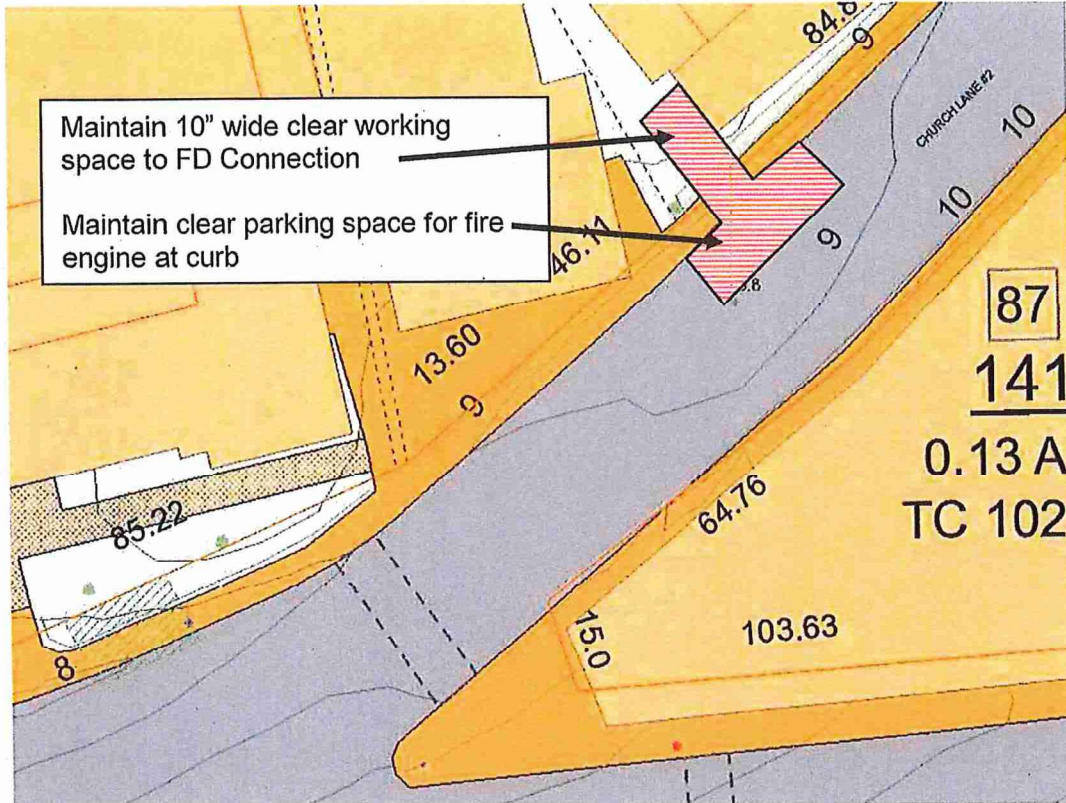 84.8
9
CHURCH LANE #2
Maintain 10" wide clear working
space to FD Connection
Maintain clear parking space for fire
engine at curb
10
10
9
46.11
87
141
0.13 A
TC 102
13.60
9
64.76
85.22
103.63
15.0
8